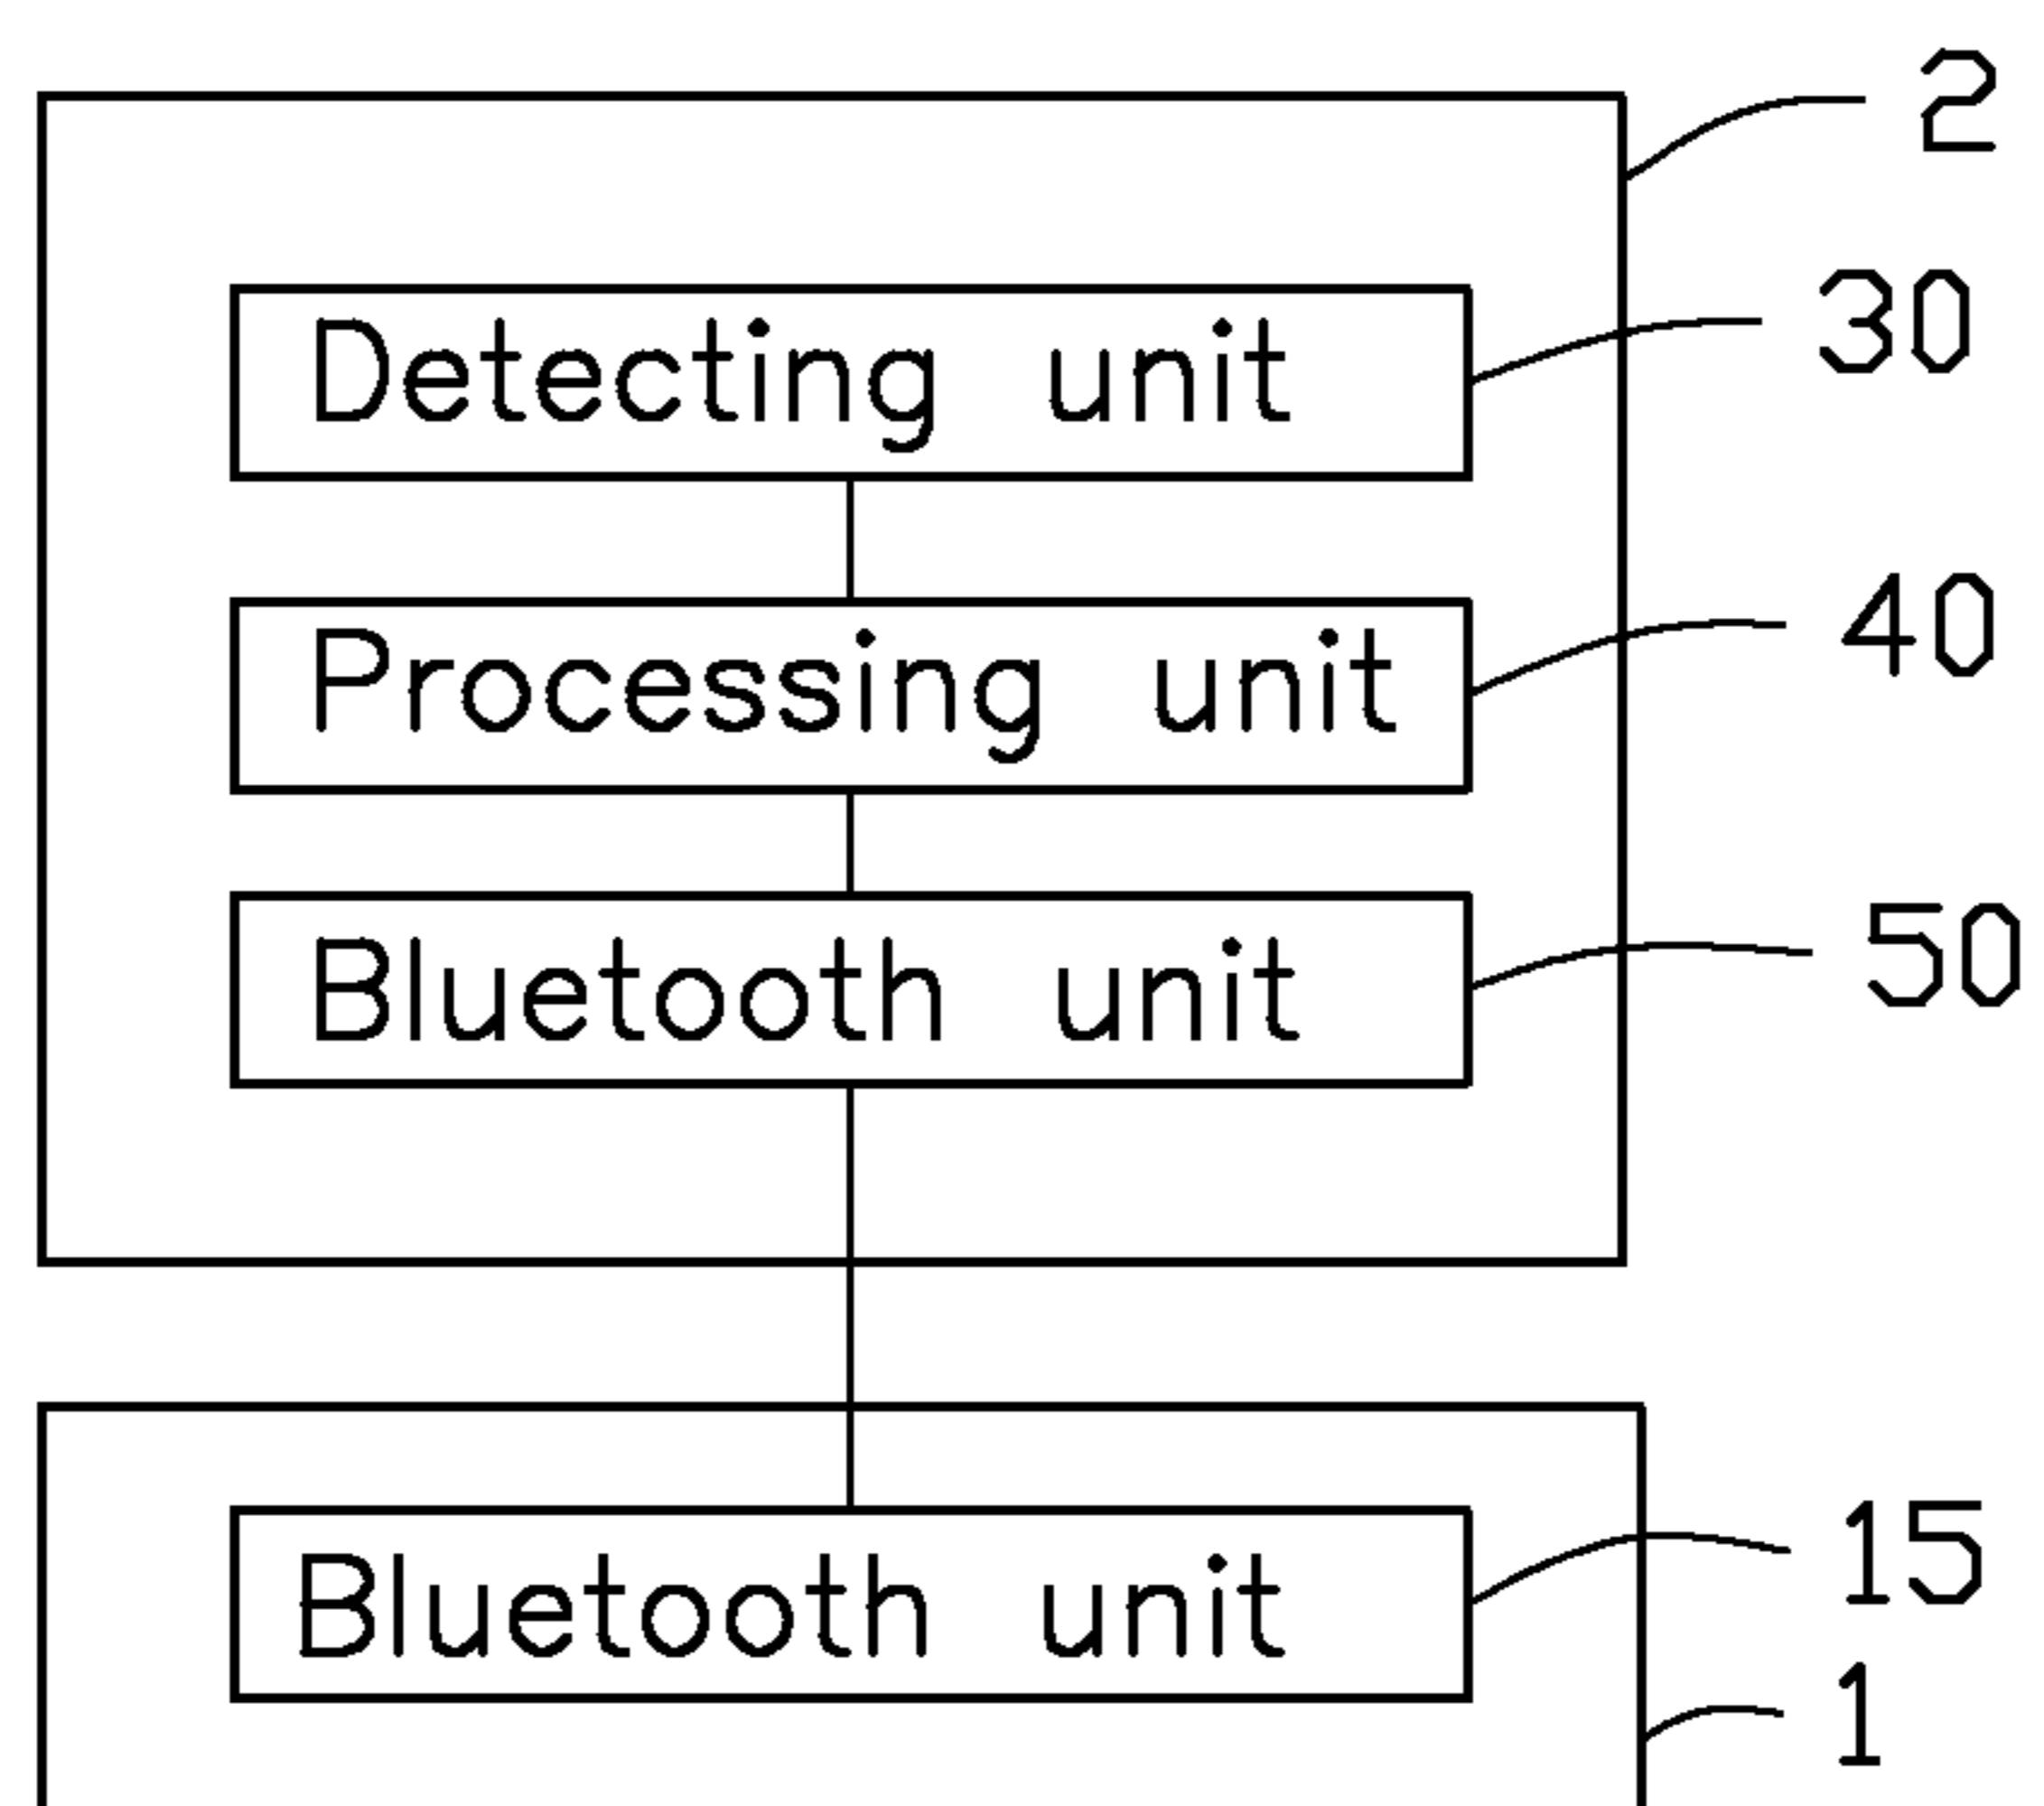 2
Detecting unit 30
Processing unit 40
Bluetooth unit 50
Bluetooth unit 15
1